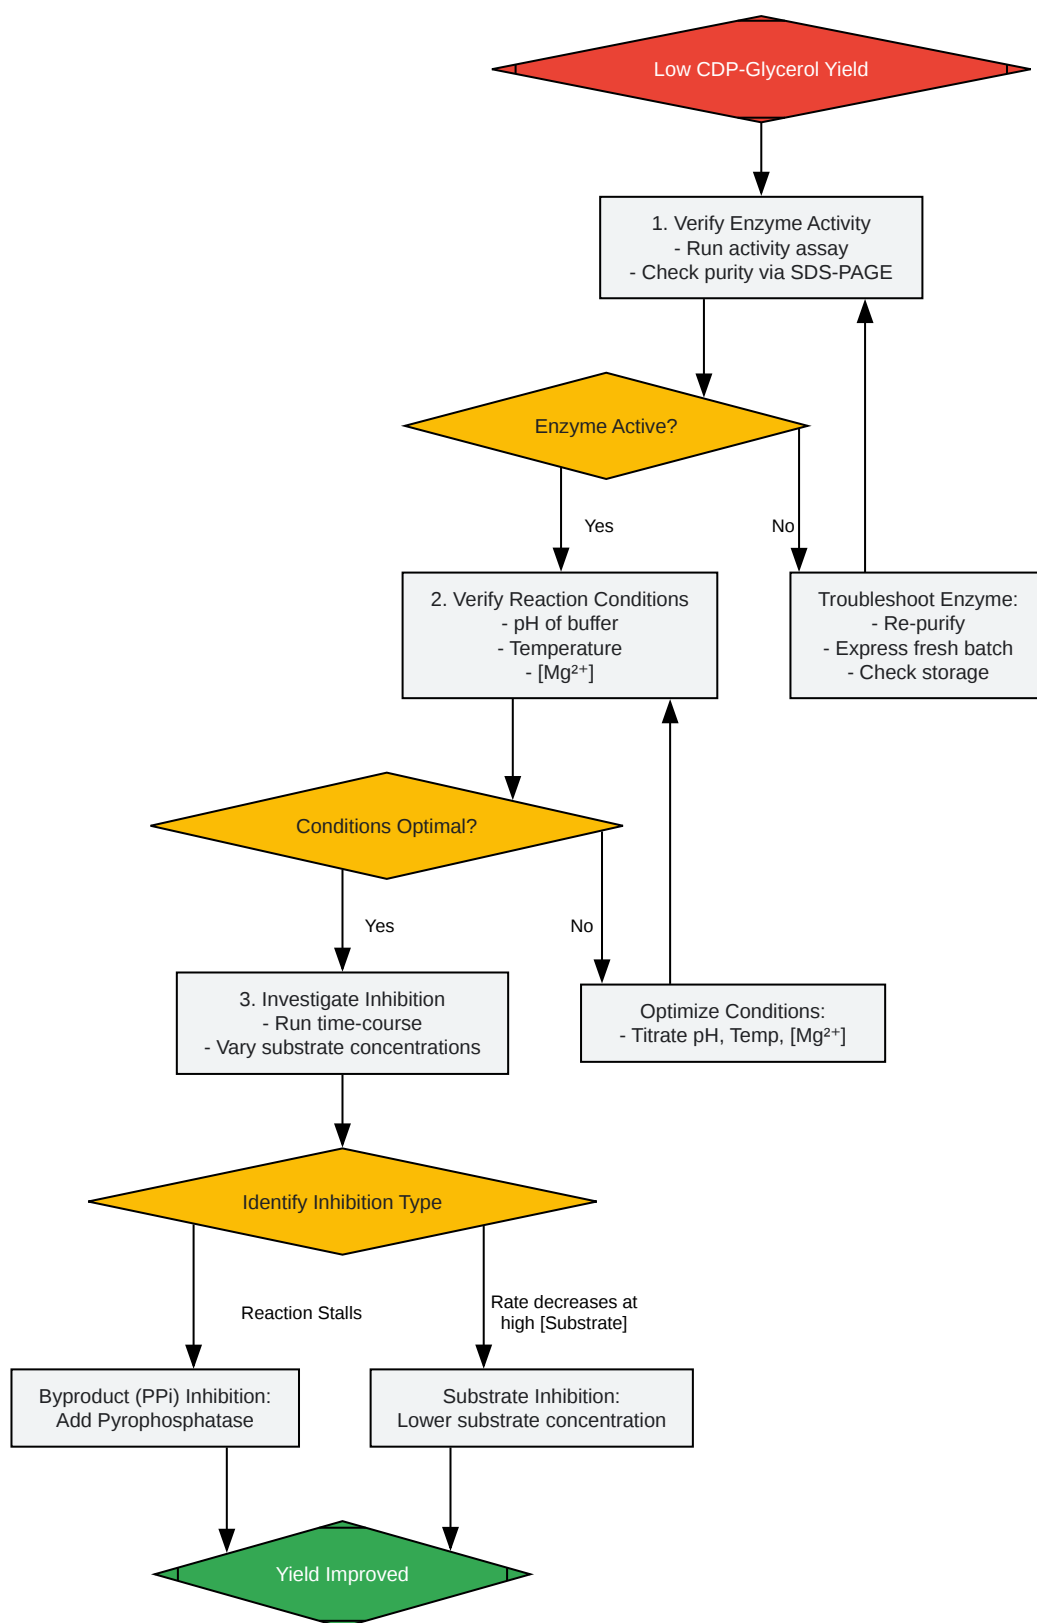 Low CDP-Glycerol Yield
1. Verify Enzyme Activity
- Run activity assay
- Check purity via SDS-PAGE
Enzyme Active?
Yes
No
2. Verify Reaction Conditions
- pH of buffer
- Temperature
- [Mg²⁺]
Troubleshoot Enzyme:
- Re-purify
- Express fresh batch
- Check storage
Conditions Optimal?
Yes
No
3. Investigate Inhibition
- Run time-course
- Vary substrate concentrations
Optimize Conditions:
- Titrate pH, Temp, [Mg²⁺]
Identify Inhibition Type
Reaction Stalls
Rate decreases at
high [Substrate]
Byproduct (PPi) Inhibition:
Add Pyrophosphatase
Substrate Inhibition:
Lower substrate concentration
Yield Improved